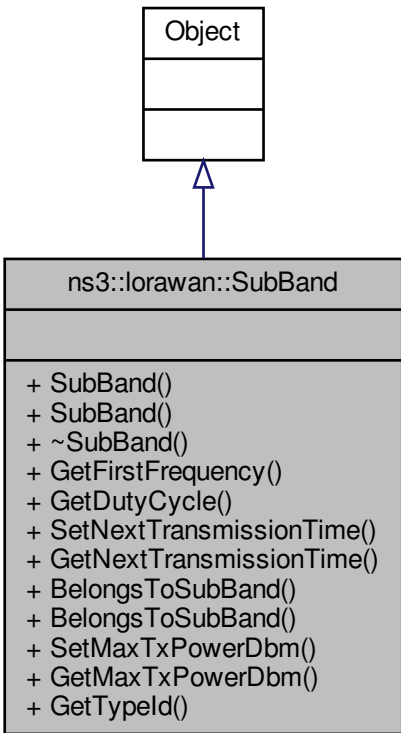 Object
ns3::lorawan::SubBand
+ SubBand()
+ SubBand()
+ ~SubBand()
+ GetFirstFrequency()
+ GetDutyCycle()
+ SetNextTransmissionTime()
+ GetNextTransmissionTime()
+ BelongsToSubBand()
+ BelongsToSubBand()
+ SetMaxTxPowerDbm()
+ GetMaxTxPowerDbm()
+ GetTypeId()